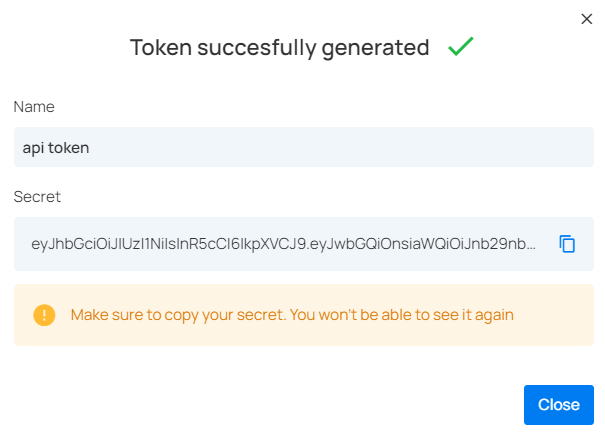 Token succesfully generated
Name
api token
Secret
eyJhbGciOiJIUzI1NiIsInR5cCI6IkpXVCJ9.eyJwbGQiOnsiaWQiOiJnb29nb...
Make sure to copy your secret. You won't be able to see it again
Close